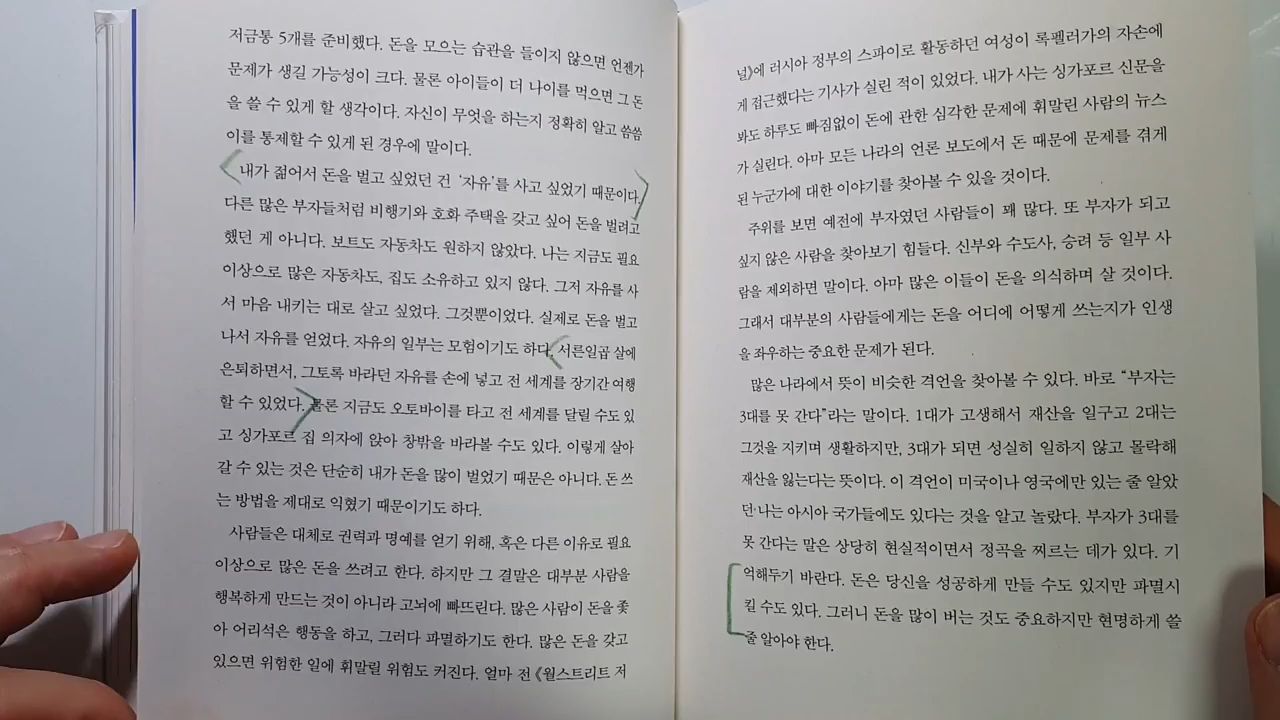 저금통 5개를 준비했다. 돈을 모으는 습관을 들이지 않으면 언젠가
문제가 생길 가능성이 크다. 물론 아이들이 더 나이를 먹으면 그 돈
을 쓸 수 있게 할 생각이다. 자신이 무엇을 하는지 정확히 알고 씀씀
이를 통제할 수 있게 된 경우에 말이다.
내가 젊어서 돈을 벌고 싶었던 건 ‘자유’를 사고 싶었기 때문이다.
다른 많은 부자들처럼 비행기와 호화 주택을 갖고 싶어 돈을 벌려고
했던 게 아니다. 보트도 자동차도 원하지 않았다. 나는 지금도 필요
이상으로 많은 자동차도, 집도 소유하고 있지 않다. 그저 자유를 사
서 마음 내키는 대로 살고 싶었다. 그것뿐이었다. 실제로 돈을 벌고
나서 자유를 얻었다. 자유의 일부는 모험이기도 하다. 서른일곱 살에
은퇴하면서, 그토록 바라던 자유를 손에 넣고 전 세계를 장기간 여행
할 수 있었다. 물론 지금도 오토바이를 타고 전 세계를 달릴 수도 있
고 싱가포르 집 의자에 앉아 창밖을 바라볼 수도 있다. 이렇게 살아
갈 수 있는 것은 단순히 내가 돈을 많이 벌었기 때문은 아니다. 돈 쓰
는 방법을 제대로 익혔기 때문이기도 하다.
사람들은 대체로 권력과 명예를 얻기 위해, 혹은 다른 이유로 필요
이상으로 많은 돈을 쓰려고 한다. 하지만 그 결말은 대부분 사람을
행복하게 만드는 것이 아니라 고뇌에 빠뜨린다. 많은 사람이 돈을 좇
아 어리석은 행동을 하고, 그러다 파멸하기도 한다. 많은 돈을 갖고
있으면 위험한 일에 휘말릴 위험도 커진다. 얼마 전 《월스트리트 저
널》에 러시아 정부의 스파이로 활동하던 여성이 록펠러가의 자손에
게 접근했다는 기사가 실린 적이 있었다. 내가 사는 싱가포르 신문을
봐도 하루도 빠짐없이 돈에 관한 심각한 문제에 휘말린 사람의 뉴스
가 실린다. 아마 모든 나라의 언론 보도에서 돈 때문에 문제를 겪게
된 누군가에 대한 이야기를 찾아볼 수 있을 것이다.
주위를 보면 예전에 부자였던 사람들이 꽤 많다. 또 부자가 되고
싶지 않은 사람을 찾아보기 힘들다. 신부와 수도사, 승려 등 일부 사
람을 제외하면 말이다. 아마 많은 이들이 돈을 의식하며 살 것이다.
그래서 대부분의 사람들에게는 돈을 어디에 어떻게 쓰는지가 인생
을 좌우하는 중요한 문제가 된다.
많은 나라에서 뜻이 비슷한 격언을 찾아볼 수 있다. 바로 “부자는
3대를 못 간다”라는 말이다. 1대가 고생해서 재산을 일구고 2대는
그것을 지키며 생활하지만, 3대가 되면 성실히 일하지 않고 몰락해
재산을 잃는다는 뜻이다. 이 격언이 미국이나 영국에만 있는 줄 알았
던 나는 아시아 국가들에도 있다는 것을 알고 놀랐다. 부자가 3대를
못 간다는 말은 상당히 현실적이면서 정곡을 찌르는 데가 있다. 기
억해두기 바란다. 돈은 당신을 성공하게 만들 수도 있지만 파멸시
킬 수도 있다. 그러니 돈을 많이 버는 것도 중요하지만 현명하게 쓸
줄 알아야 한다.